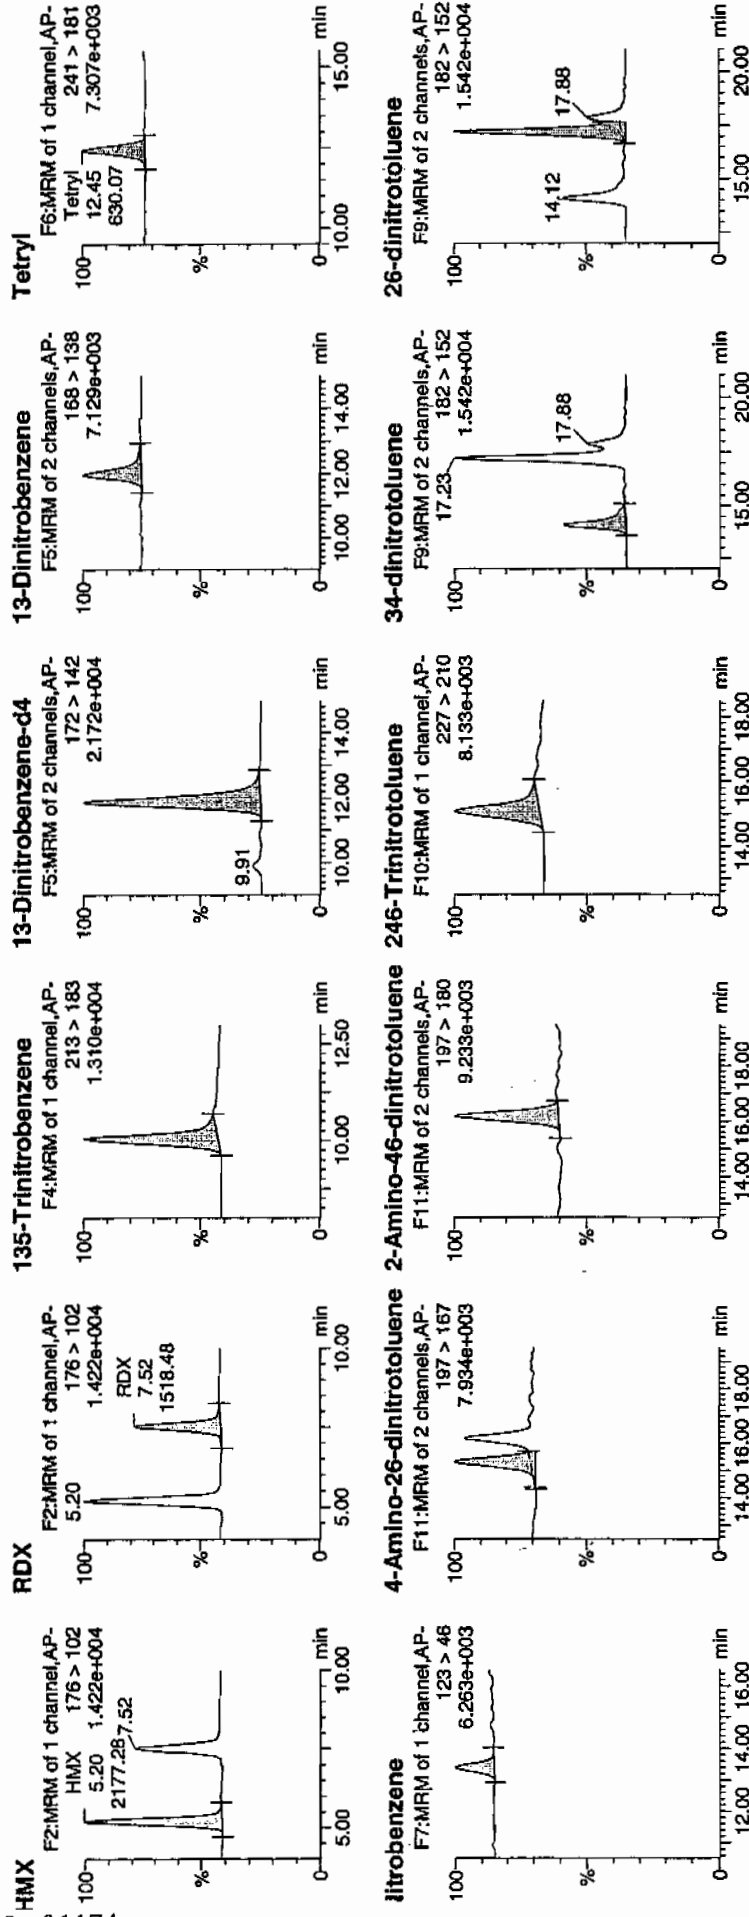 HMX
F2:MRM of 1 channel,AP-
HMX
176 > 102
5.20
1.422e+004
2177.28
7.52
100
%
0
5.00
10.00
min
RDX
F2:MRM of 1 channel,AP-
5.20
176 > 102
1.422e+004
RDX
7.52
1518.48
100
%
0
5.00
10.00
min
135-Trinitrobenzene
F4:MRM of 1 channel,AP-
213 > 183
1.310e+004
100
%
0
10.00
12.50
min
13-Dinitrobenzene-d4
F5:MRM of 2 channels,AP-
172 > 142
2.172e+004
9.91
100
%
0
10.00
12.00
14.00
min
13-Dinitrobenzene
F5:MRM of 2 channels,AP-
168 > 138
7.129e+003
100
%
0
10.00
12.00
14.00
min
Tetryl
F6:MRM of 1 channel,AP-
Tetryl
241 > 181
12.45
7.307e+003
630.07
100
%
0
10.00
15.00
min
litrobenzene
F7:MRM of 1 channel,AP-
123 > 46
6.263e+003
100
%
0
12.00
14.00
16.00
min
4-Amino-26-dinitrotoluene
F11:MRM of 2 channels,AP-
197 > 167
7.934e+003
100
%
0
14.00
16.00
18.00
min
2-Amino-46-dinitrotoluene
F11:MRM of 2 channels,AP-
197 > 180
9.233e+003
100
%
0
14.00
16.00
18.00
min
246-Trinitrotoluene
F10:MRM of 1 channel,AP-
227 > 210
8.133e+003
100
%
0
14.00
16.00
18.00
min
34-dinitrotoluene
F9:MRM of 2 channels,AP-
17.23
182 > 152
1.542e+004
17.88
100
%
0
15.00
20.00
min
26-dinitrotoluene
F9:MRM of 2 channels,AP-
182 > 152
1.542e+004
14.12
17.88
100
%
0
15.00
20.00
min